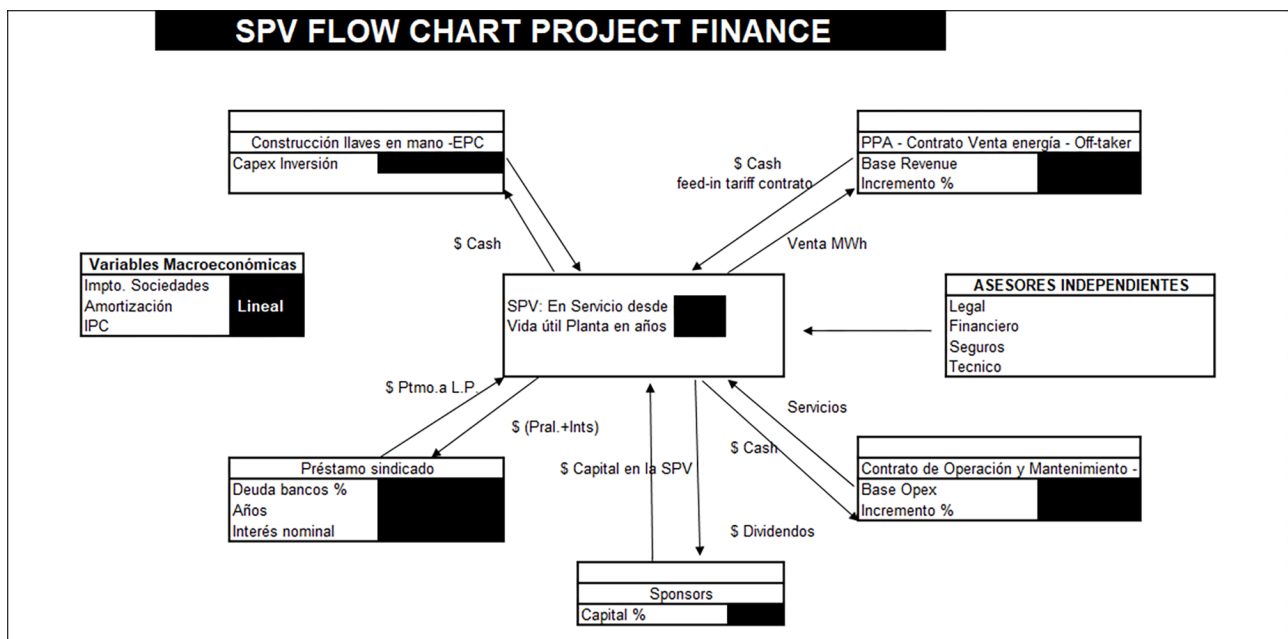 SPV FLOW CHART PROJECT FINANCE
Construcción llaves en mano -EPC
Capex Inversión
PPA - Contrato Venta energía - Off-taker
Base Revenue
Incremento %
$ Cash
feed-in tariff contrato
$ Cash
Venta MWh
Variables Macroeconómicas
Impto. Sociedades
Amortización Lineal
IPC
SPV: En Servicio desde
Vida útil Planta en años
ASESORES INDEPENDIENTES
Legal
Financiero
Seguros
Tecnico
$ Ptmo.a L.P.
$ (Pral.+Ints)
Servicios
$ Cash
$ Capital en la SPV
$ Dividendos
Préstamo sindicado
Deuda bancos %
Años
Interés nominal
Contrato de Operación y Mantenimiento -
Base Opex
Incremento %
Sponsors
Capital %